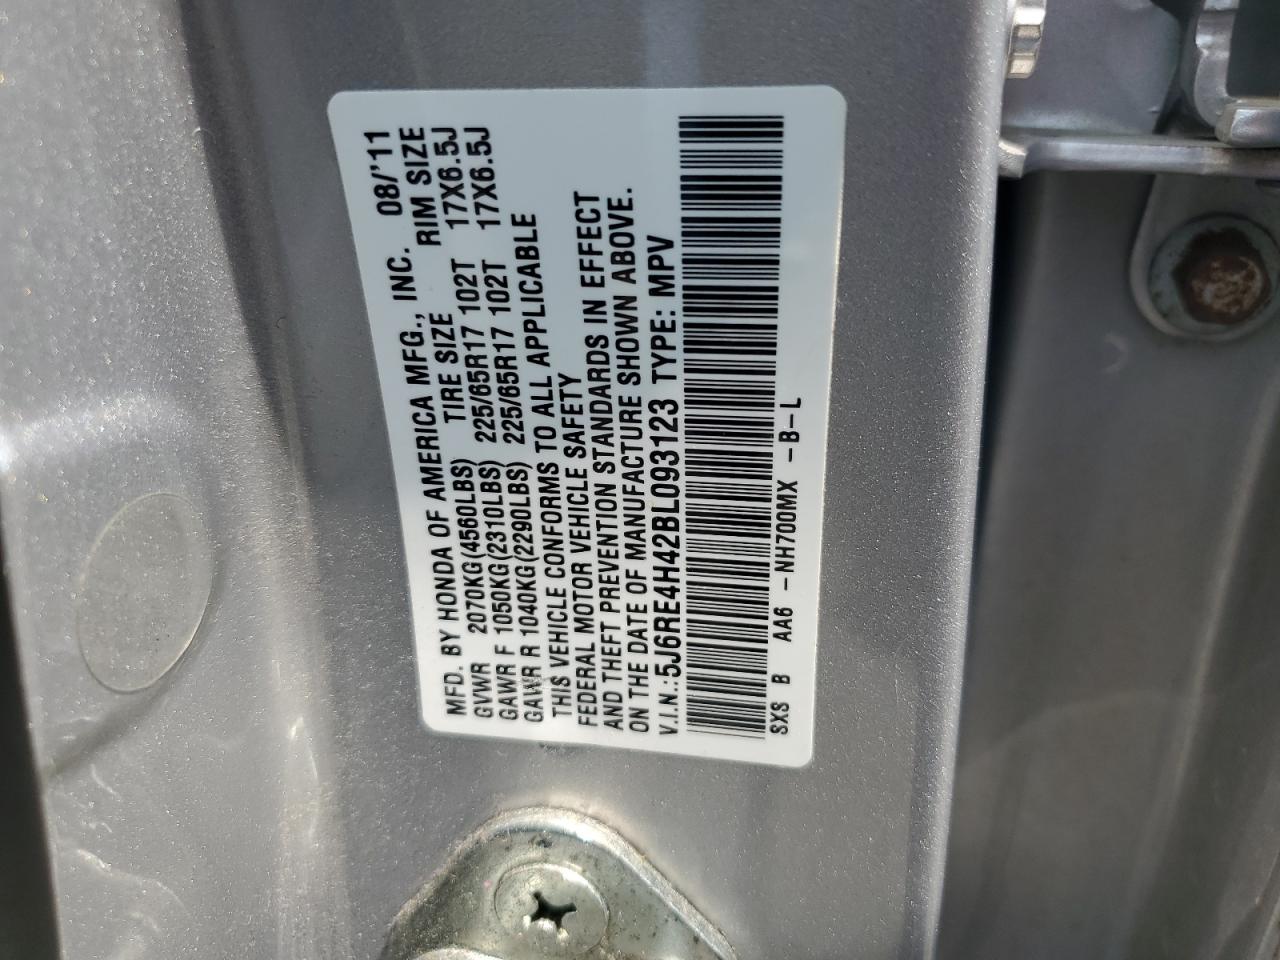 MFD. BY HONDA OF AMERICA MFG., INC. 08/'11
TIRE SIZE RIM SIZE
GVWR 2070KG(4560LBS)
GAWR F 1050KG(2310LBS) 225/65R17 102T 17X6.5J
GAWR R 1040KG(2290LBS) 225/65R17 102T 17X6.5J
THIS VEHICLE CONFORMS TO ALL APPLICABLE
FEDERAL MOTOR VEHICLE SAFETY
AND THEFT PREVENTION STANDARDS IN EFFECT
ON THE DATE OF MANUFACTURE SHOWN ABOVE.
V.I.N.:5J6RE4H42BL093123 TYPE: MPV
SXS B AA6 -NH700MX -B-L